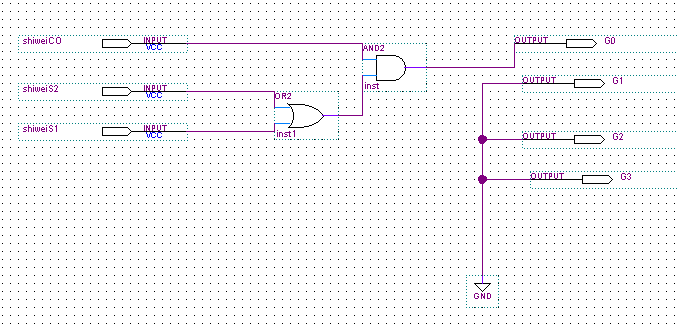 shiweiCO INPUT VCC
OUTPUT G0
AND2
inst
OUTPUT G1
shiweiS2 INPUT VCC
OR2
inst1
shiweiS1 INPUT VCC
OUTPUT G2
OUTPUT G3
GND